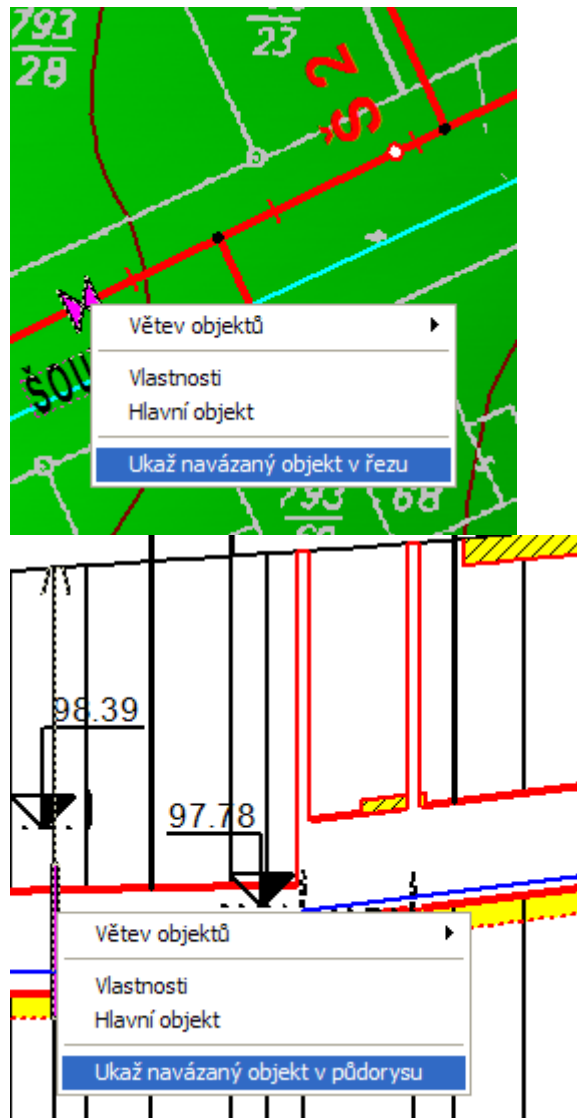 793
28
23
Š 2
ŠOU
Větev objektů
Vlastnosti
Hlavní objekt
Ukaž navázaný objekt v řezu
793
68
98.39
97.78
Větev objektů
Vlastnosti
Hlavní objekt
Ukaž navázaný objekt v půdorysu